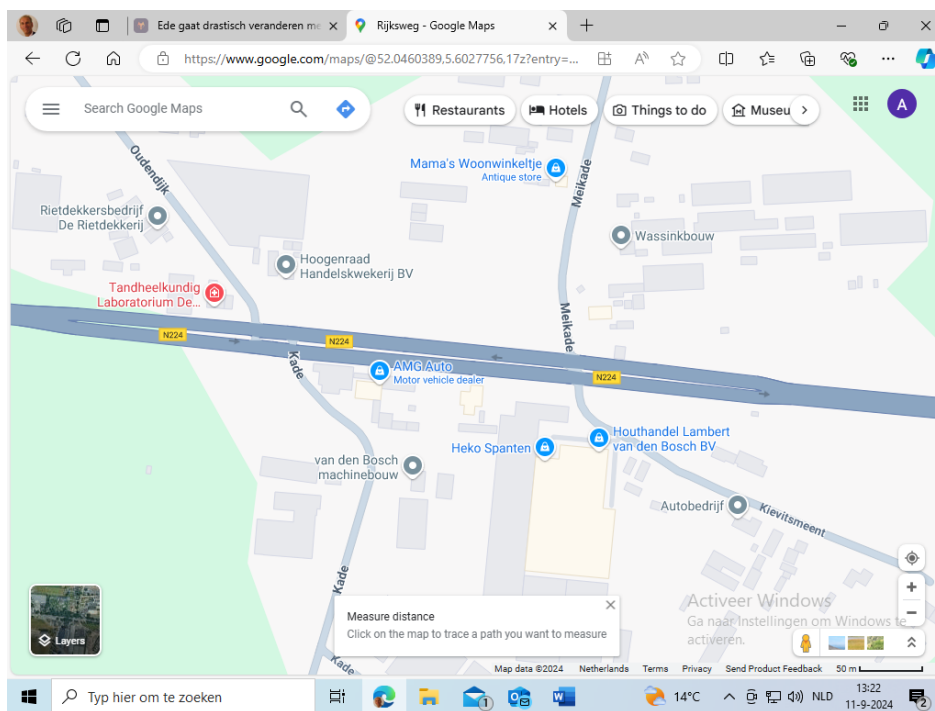 Ede gaat drastisch veranderen me
Rijksweg - Google Maps
https://www.google.com/maps/@52.0460389,5.6027756,17z?entry=...
Search Google Maps
Restaurants
Hotels
Things to do
Museu
A
Oudendijk
Mama's Woonwinkeltje
Antique store
Meikade
Rietdekkersbedrijf
De Rietdekkerij
Wassinkbouw
Hoogenraad
Handelskwekerij BV
Tandheelkundig
Laboratorium De...
Meikade
N224
N224
Kade
AMG Auto
Motor vehicle dealer
N224
Houthandel Lambert
van den Bosch BV
Heko Spanten
van den Bosch
machinebouw
Autobedrijf
Kievitsmeent
Kade
Layers
Measure distance
Click on the map to trace a path you want to measure
Activeer Windows
Ga naar Instellingen om Windows te
activeren.
Kade
Map data ©2024 Netherlands Terms Privacy Send Product Feedback 50 m
Typ hier om te zoeken
1
14°C
NLD
13:22
11-9-2024
2